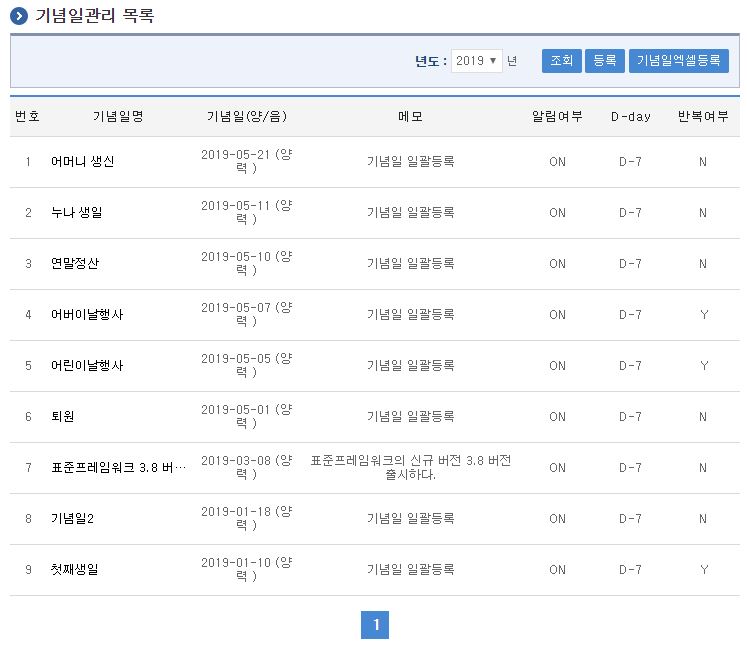 기념일관리 목록
년도 : 2019 ▼ 년 조회 등록 기념일엑셀등록
번호 기념일명 기념일(양/음) 메모 알림여부 D-day 반복여부
1 어머니 생신 2019-05-21 (양력 ) 기념일 일괄등록 ON D-7 N
2 누나 생일 2019-05-11 (양력 ) 기념일 일괄등록 ON D-7 N
3 연말정산 2019-05-10 (양력 ) 기념일 일괄등록 ON D-7 N
4 어버이날행사 2019-05-07 (양력 ) 기념일 일괄등록 ON D-7 Y
5 어린이날행사 2019-05-05 (양력 ) 기념일 일괄등록 ON D-7 Y
6 퇴원 2019-05-01 (양력 ) 기념일 일괄등록 ON D-7 N
7 표준프레임워크 3.8 버… 2019-03-08 (양력 ) 표준프레임워크의 신규 버전 3.8 버전 출시하다. ON D-7 N
8 기념일2 2019-01-18 (양력 ) 기념일 일괄등록 ON D-7 N
9 첫째생일 2019-01-10 (양력 ) 기념일 일괄등록 ON D-7 Y
1